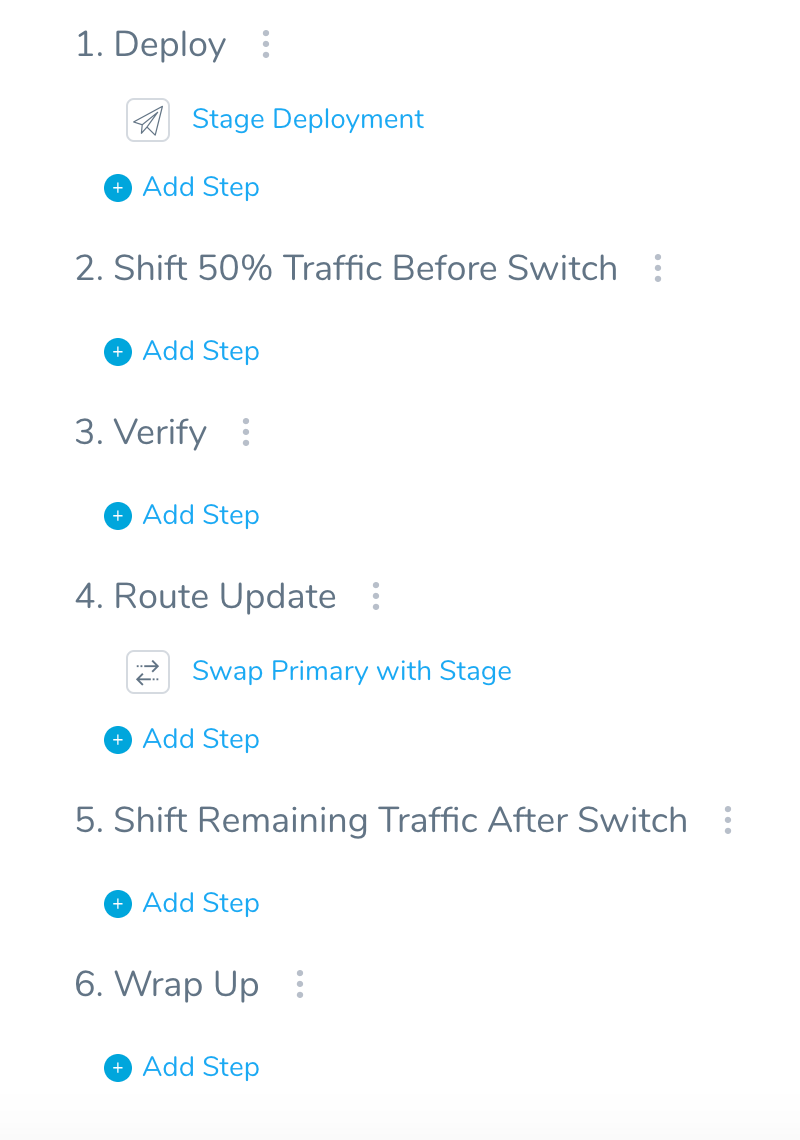 1. Deploy
Stage Deployment
+ Add Step
2. Shift 50% Traffic Before Switch
+ Add Step
3. Verify
+ Add Step
4. Route Update
Swap Primary with Stage
+ Add Step
5. Shift Remaining Traffic After Switch
+ Add Step
6. Wrap Up
+ Add Step